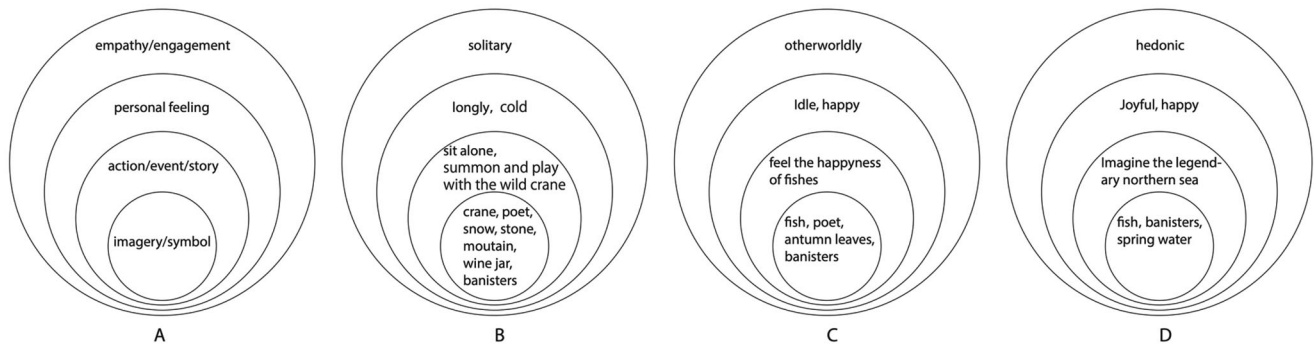 empathy/engagement
personal feeling
action/event/story
imagery/symbol
A
solitary
longly, cold
sit alone,
summon and play
with the wild crane
crane, poet,
snow, stone,
moutain,
wine jar,
banisters
B
otherworldly
Idle, happy
feel the happyness
of fishes
fish, poet,
autumn leaves,
banisters
C
hedonic
Joyful, happy
Imagine the legend-
ary northern sea
fish, banisters,
spring water
D